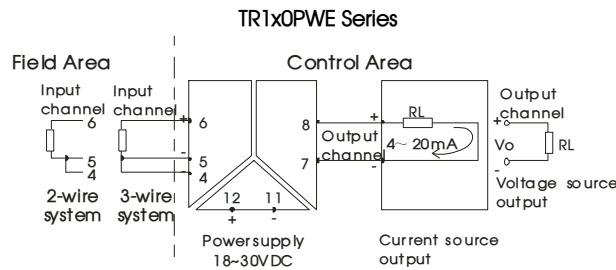 TR1x0PWE Series
Field Area
Control Area
Input
channel
6
5
4
2-wire
system
Input
channel
3-wire
system
+
6
-
5
4
12
11
+
-
Power supply
18~30VDC
8
7
Output
channel
+
-
RL
4~ 20mA
Current source
output
Output
channel
+
Vo
-
RL
Voltage source
output